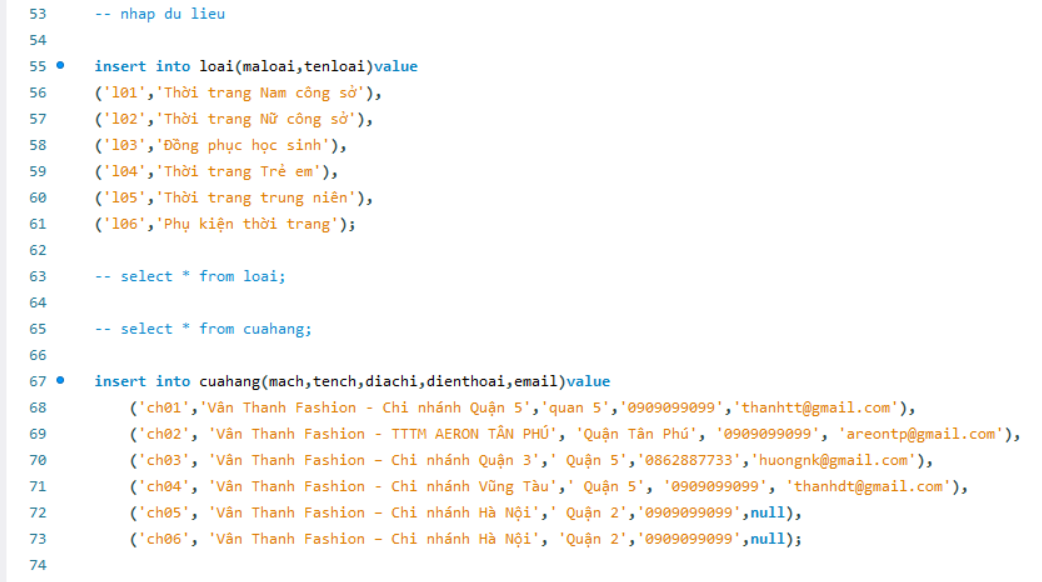 53 -- nhap du lieu
54
55 insert into loai(maloai,tenloai)value
56 ('l01','Thời trang Nam công sở'),
57 ('l02','Thời trang Nữ công sở'),
58 ('l03','Đồng phục học sinh'),
59 ('l04','Thời trang Trẻ em'),
60 ('l05','Thời trang trung niên'),
61 ('l06','Phụ kiện thời trang');
62
63 -- select * from loai;
64
65 -- select * from cuahang;
66
67 insert into cuahang(mach,tench,diachi,dienthoai,email)value
68 ('ch01','Vân Thanh Fashion - Chi nhánh Quận 5','quan 5','0909099099','thanhtt@gmail.com'),
69 ('ch02', 'Vân Thanh Fashion - TTTM AERON TÂN PHÚ', 'Quận Tân Phú', '0909099099', 'areontp@gmail.com'),
70 ('ch03', 'Vân Thanh Fashion – Chi nhánh Quận 3',' Quận 5','0862887733','huongnk@gmail.com'),
71 ('ch04', 'Vân Thanh Fashion - Chi nhánh Vũng Tàu',' Quận 5', '0909099099', 'thanhdt@gmail.com'),
72 ('ch05', 'Vân Thanh Fashion – Chi nhánh Hà Nội',' Quận 2','0909099099',null),
73 ('ch06', 'Vân Thanh Fashion – Chi nhánh Hà Nội', 'Quận 2','0909099099',null);
74